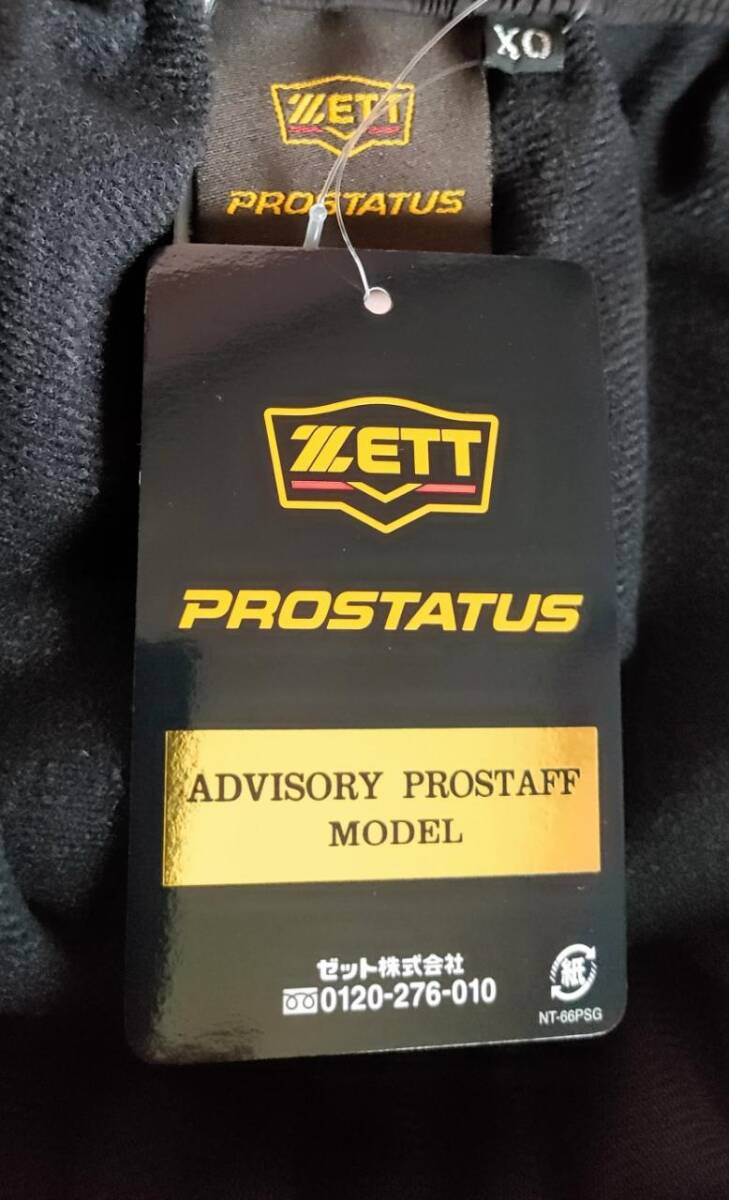 XO
ZETT
PROSTATUS
ZETT
PROSTATUS
ADVISORY PROSTAFF
MODEL
ゼット株式会社
0120-276-010
紙
NT-66PSG